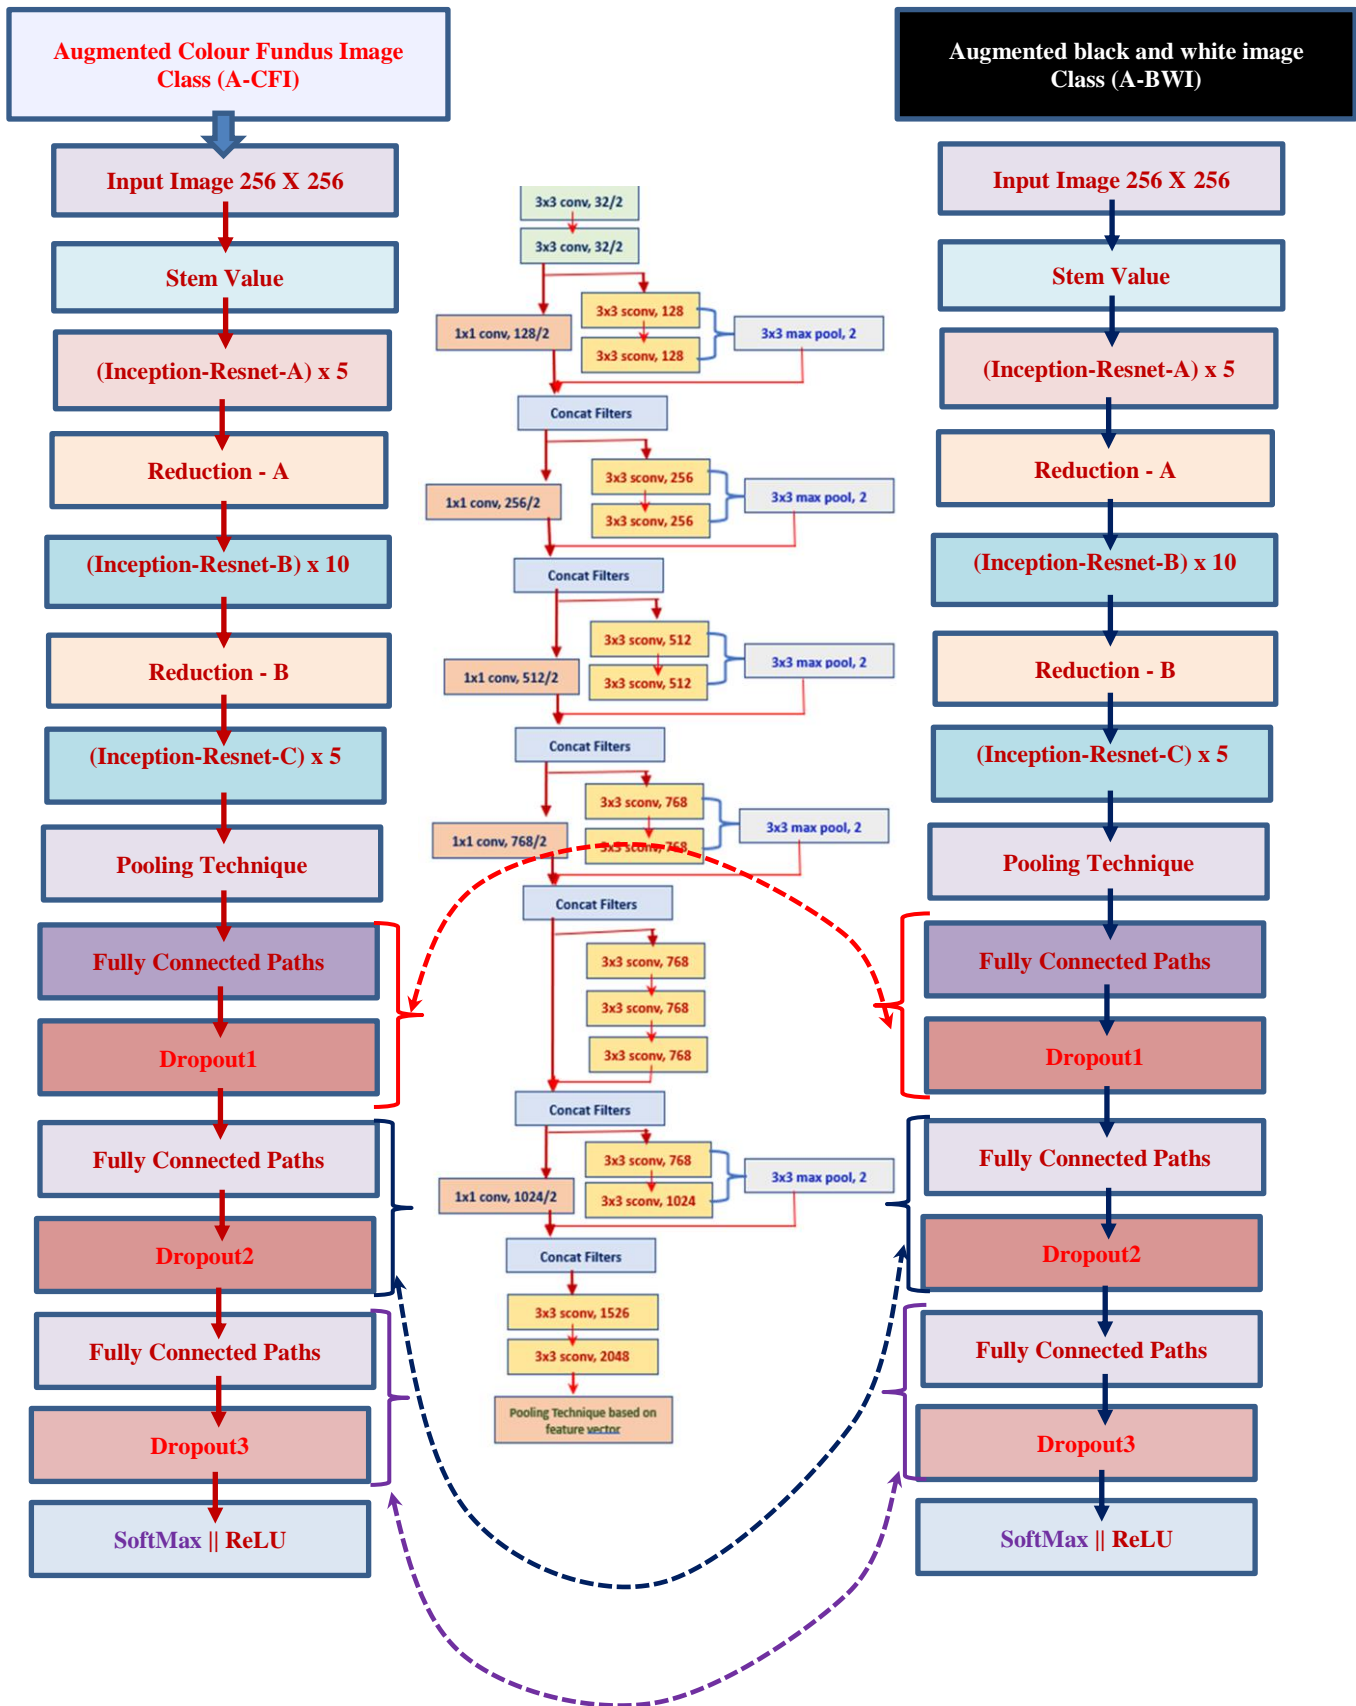 Augmented Colour Fundus Image
Class (A-CFI)
Input Image 256 X 256
Stem Value
(Inception-Resnet-A) x 5
Reduction - A
(Inception-Resnet-B) x 10
Reduction - B
(Inception-Resnet-C) x 5
Pooling Technique
Fully Connected Paths
Dropout1
Fully Connected Paths
Dropout2
Fully Connected Paths
Dropout3
SoftMax || ReLU
3x3 conv, 32/2
3x3 conv, 32/2
3x3 sconv, 128
1x1 conv, 128/2
3x3 max pool, 2
3x3 sconv, 128
Concat Filters
3x3 sconv, 256
1x1 conv, 256/2
3x3 max pool, 2
3x3 sconv, 256
Concat Filters
3x3 sconv, 512
1x1 conv, 512/2
3x3 max pool, 2
3x3 sconv, 512
Concat Filters
3x3 sconv, 768
1x1 conv, 768/2
3x3 max pool, 2
3x3 sconv, 768
Concat Filters
3x3 sconv, 768
3x3 sconv, 768
3x3 sconv, 768
Concat Filters
3x3 sconv, 768
1x1 conv, 1024/2
3x3 max pool, 2
3x3 sconv, 1024
Concat Filters
3x3 sconv, 1526
3x3 sconv, 2048
Pooling Technique based on
feature vector
Augmented black and white image
Class (A-BWI)
Input Image 256 X 256
Stem Value
(Inception-Resnet-A) x 5
Reduction - A
(Inception-Resnet-B) x 10
Reduction - B
(Inception-Resnet-C) x 5
Pooling Technique
Fully Connected Paths
Dropout1
Fully Connected Paths
Dropout2
Fully Connected Paths
Dropout3
SoftMax || ReLU